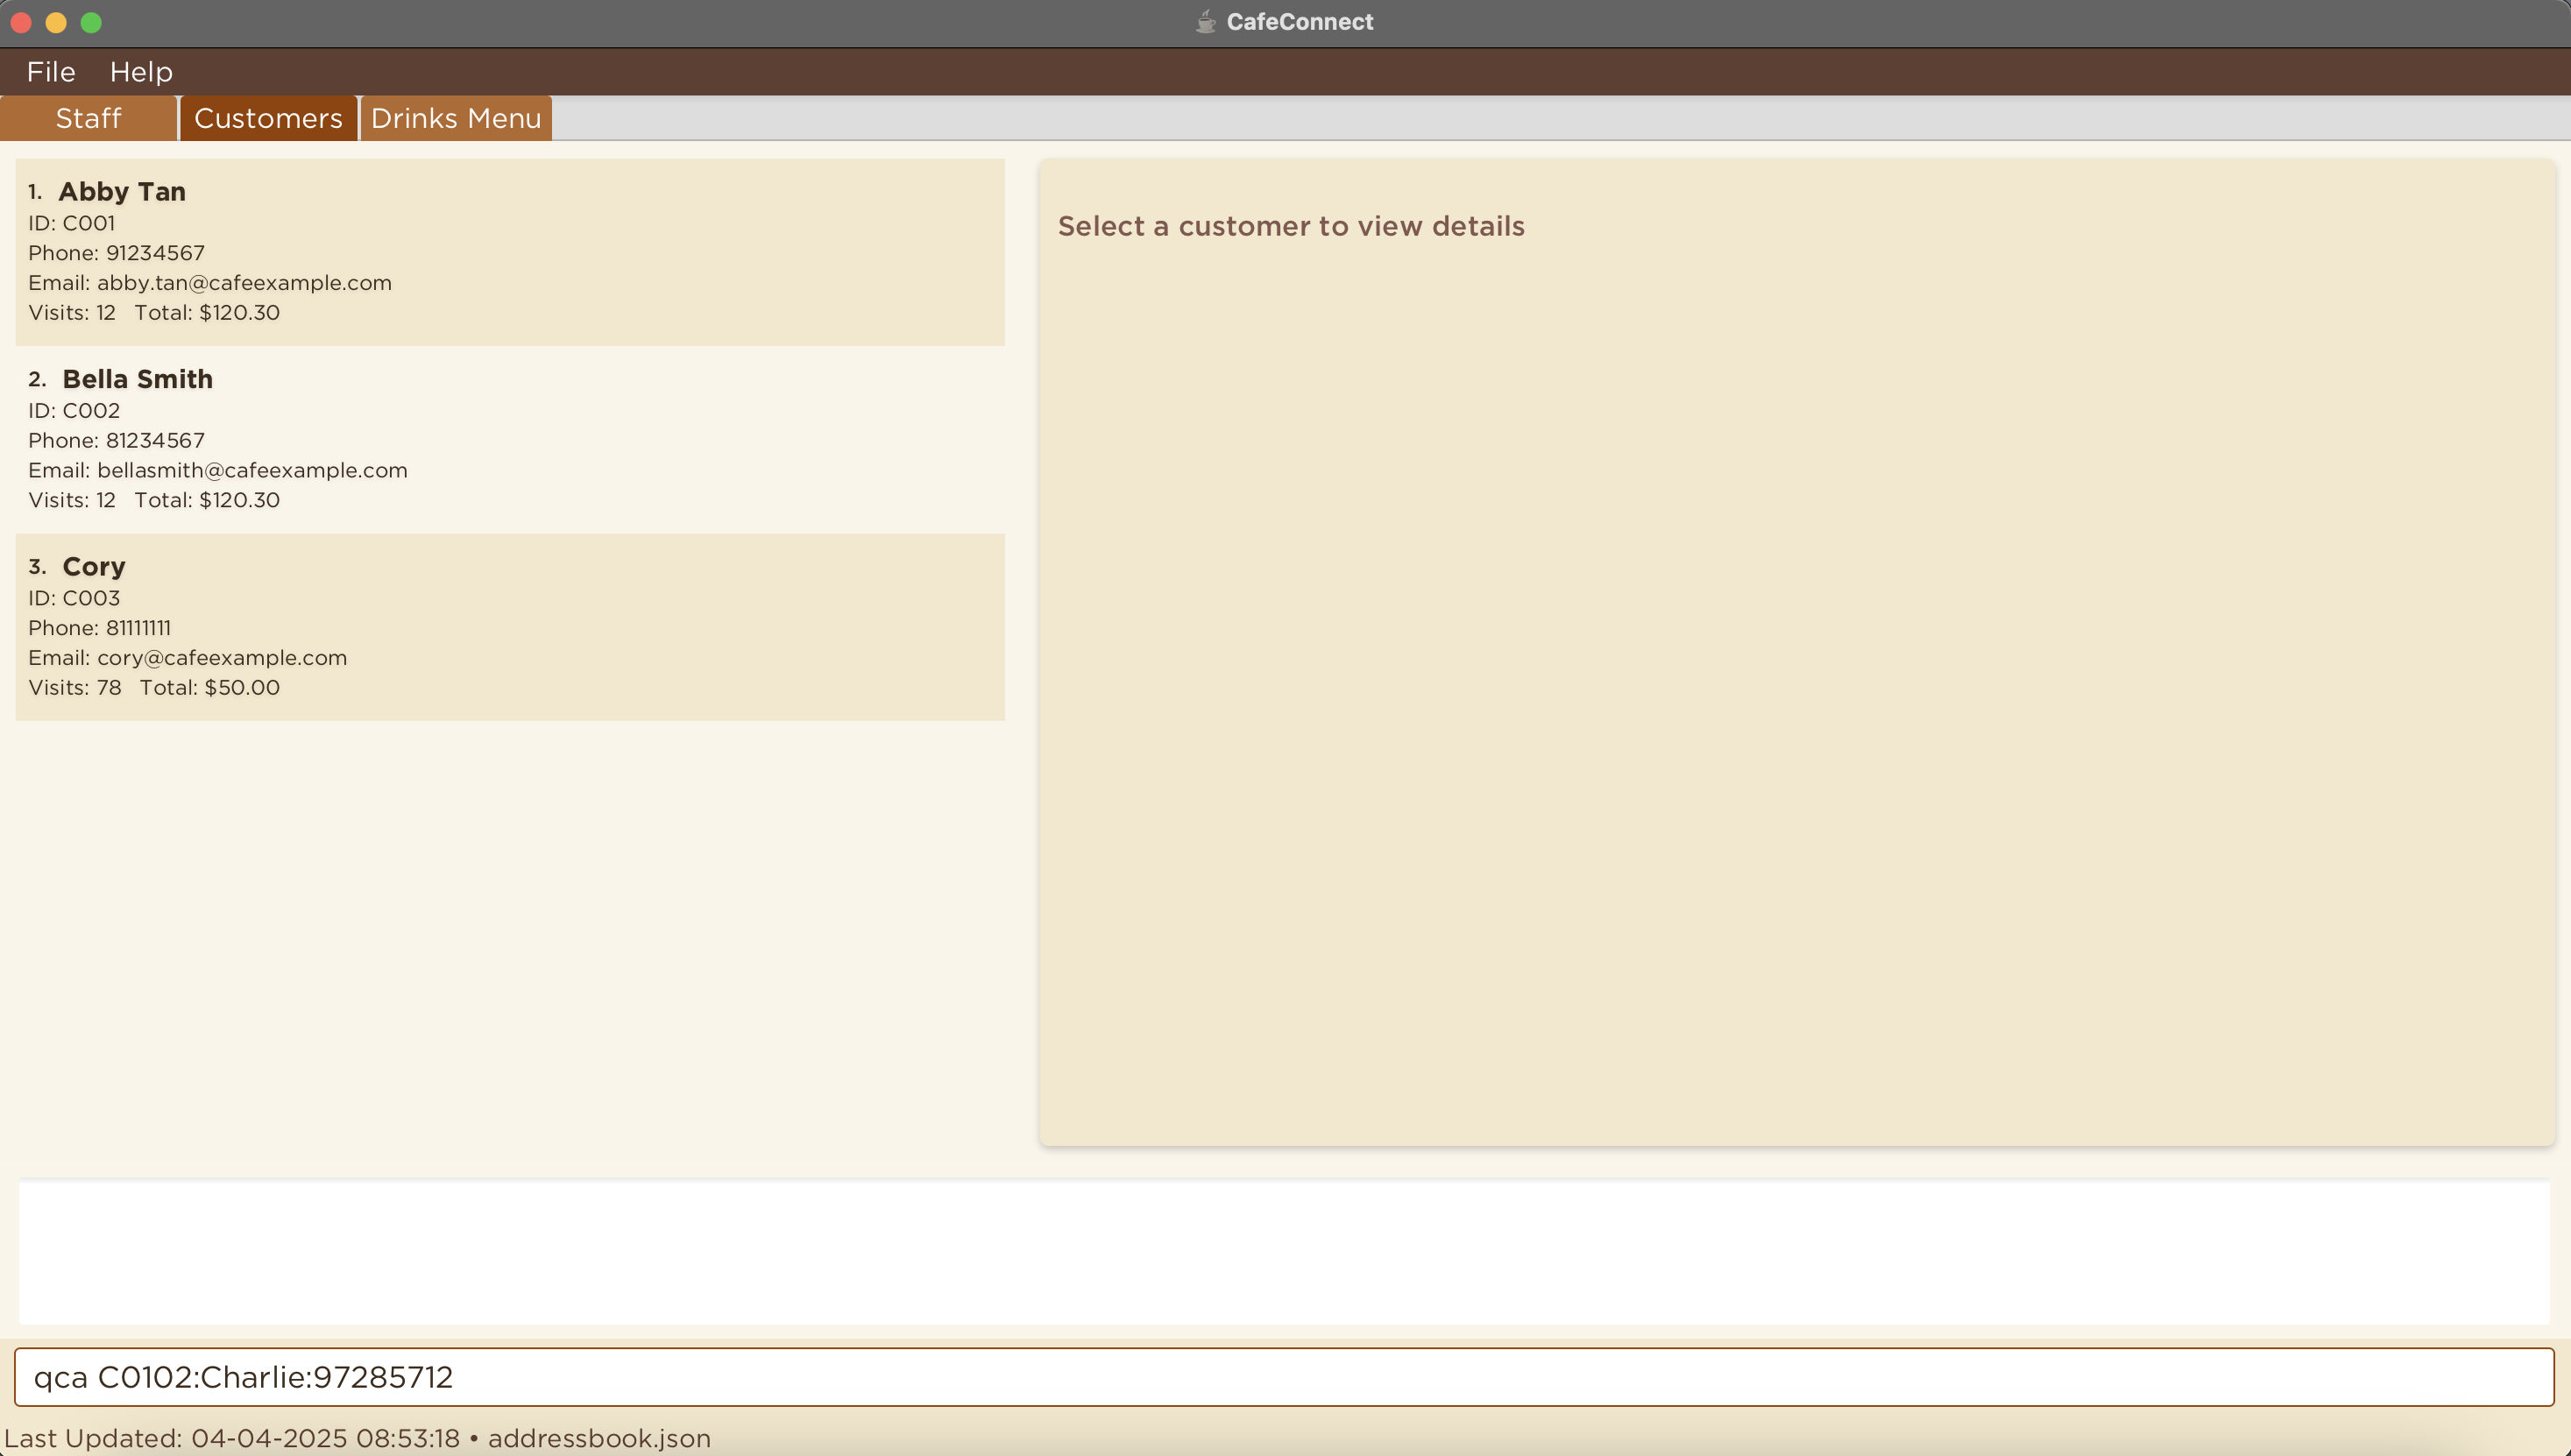 CafeConnect
File Help
Staff Customers Drinks Menu
1. Abby Tan
ID: C001
Phone: 91234567
Email: abby.tan@cafeexample.com
Visits: 12 Total: $120.30
2. Bella Smith
ID: C002
Phone: 81234567
Email: bellasmith@cafeexample.com
Visits: 12 Total: $120.30
3. Cory
ID: C003
Phone: 81111111
Email: cory@cafeexample.com
Visits: 78 Total: $50.00
Select a customer to view details
qca C0102:Charlie:97285712
Last Updated: 04-04-2025 08:53:18 • addressbook.json